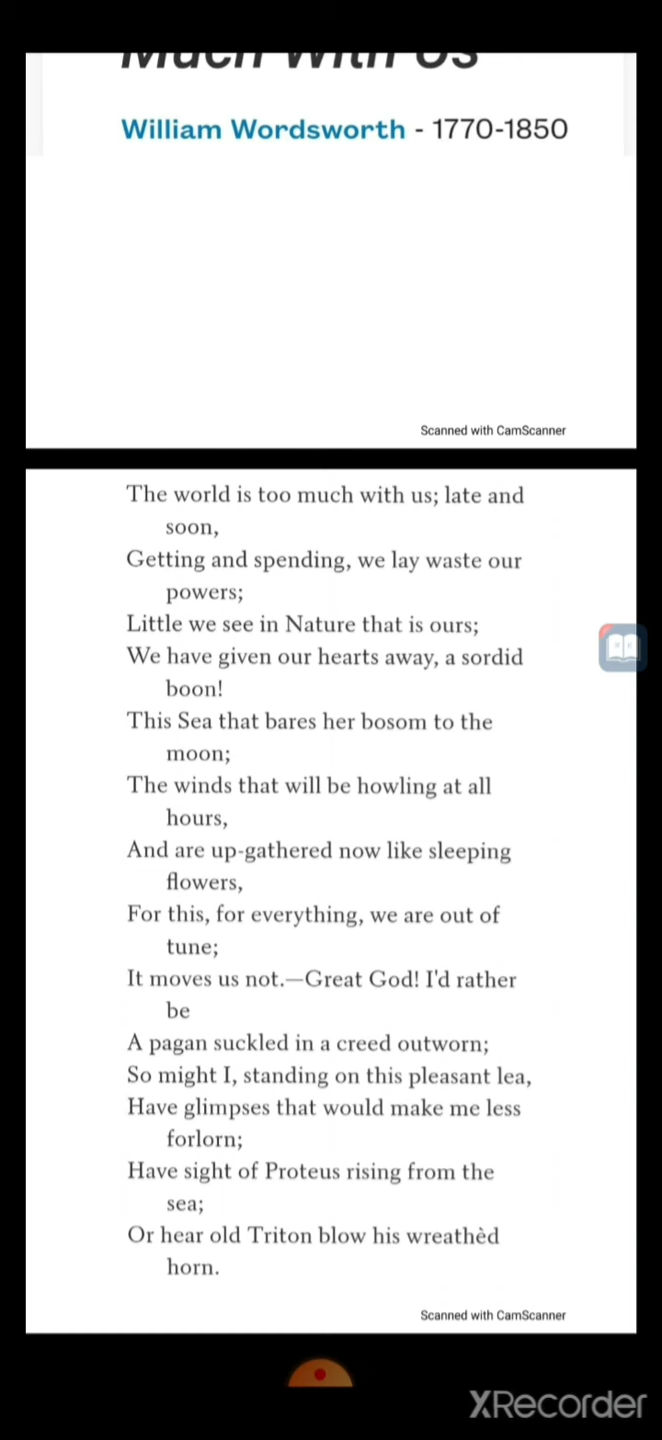 Much With Us
William Wordsworth - 1770-1850
Scanned with CamScanner
The world is too much with us; late and
soon,
Getting and spending, we lay waste our
powers;
Little we see in Nature that is ours;
We have given our hearts away, a sordid
boon!
This Sea that bares her bosom to the
moon;
The winds that will be howling at all
hours,
And are up-gathered now like sleeping
flowers,
For this, for everything, we are out of
tune;
It moves us not.—Great God! I'd rather
be
A pagan suckled in a creed outworn;
So might I, standing on this pleasant lea,
Have glimpses that would make me less
forlorn;
Have sight of Proteus rising from the
sea;
Or hear old Triton blow his wreathèd
horn.
Scanned with CamScanner
XRecorder